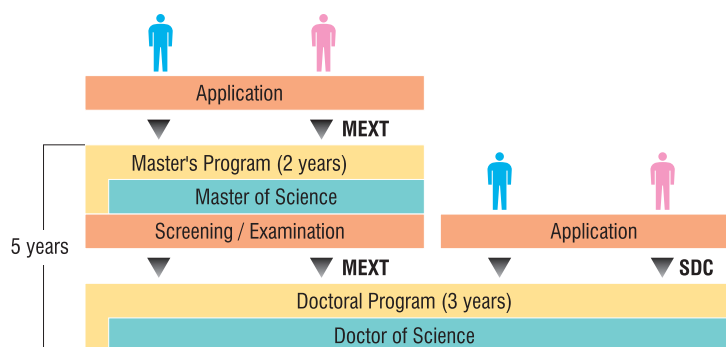 Application
MEXT
Master's Program (2 years)
Master of Science
Screening / Examination
Application
5 years
MEXT
SDC
Doctoral Program (3 years)
Doctor of Science